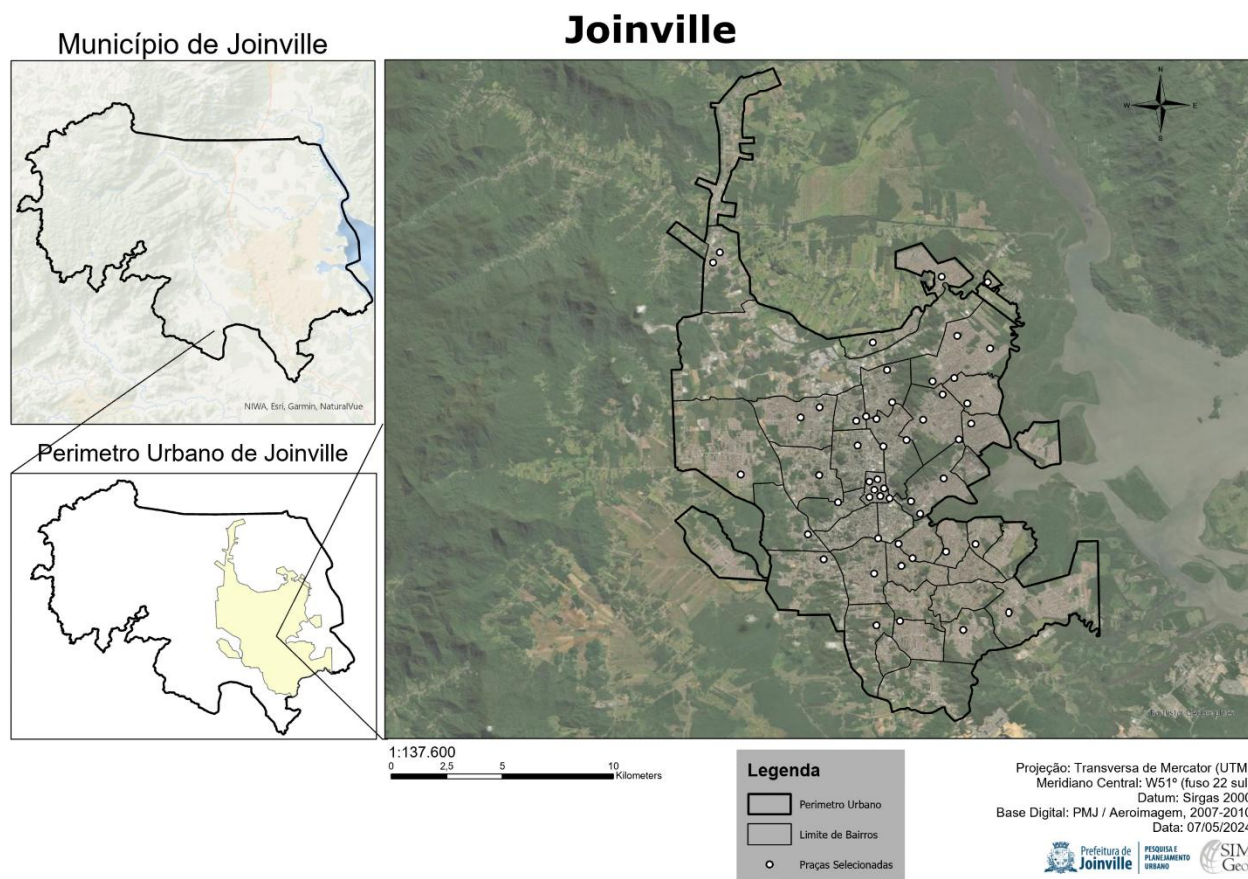 Joinville
Município de Joinville
NIWA, Esri, Garmin, NaturalVue
Perimetro Urbano de Joinville
N
W
E
S
1:137.600
0
2,5
5
10
Kilometers
Legenda
Perimetro Urbano
Limite de Bairros
Praças Selecionadas
Projeção: Transversa de Mercator (UTM
Meridiano Central: W51º (fuso 22 sul
Datum: Sirgas 2000
Base Digital: PMJ / Aeroimagem, 2007-2010
Data: 07/05/2024
Prefeitura de
Joinville
PESQUISA E
PLANEJAMENTO
URBANO
SIM
Geo